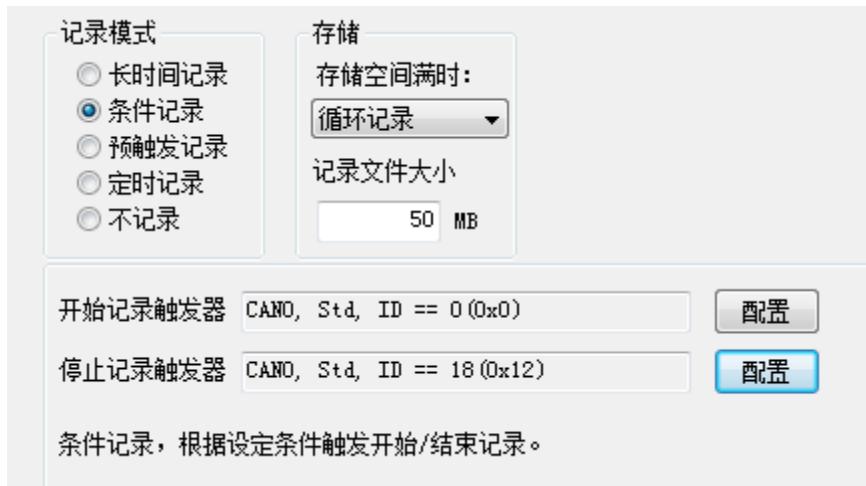 记录模式
长时间记录
条件记录
预触发记录
定时记录
不记录
存储
存储空间满时:
循环记录
记录文件大小
50 MB
开始记录触发器 CAN0, Std, ID == 0(0x0) 配置
停止记录触发器 CAN0, Std, ID == 18(0x12) 配置
条件记录，根据设定条件触发开始/结束记录。